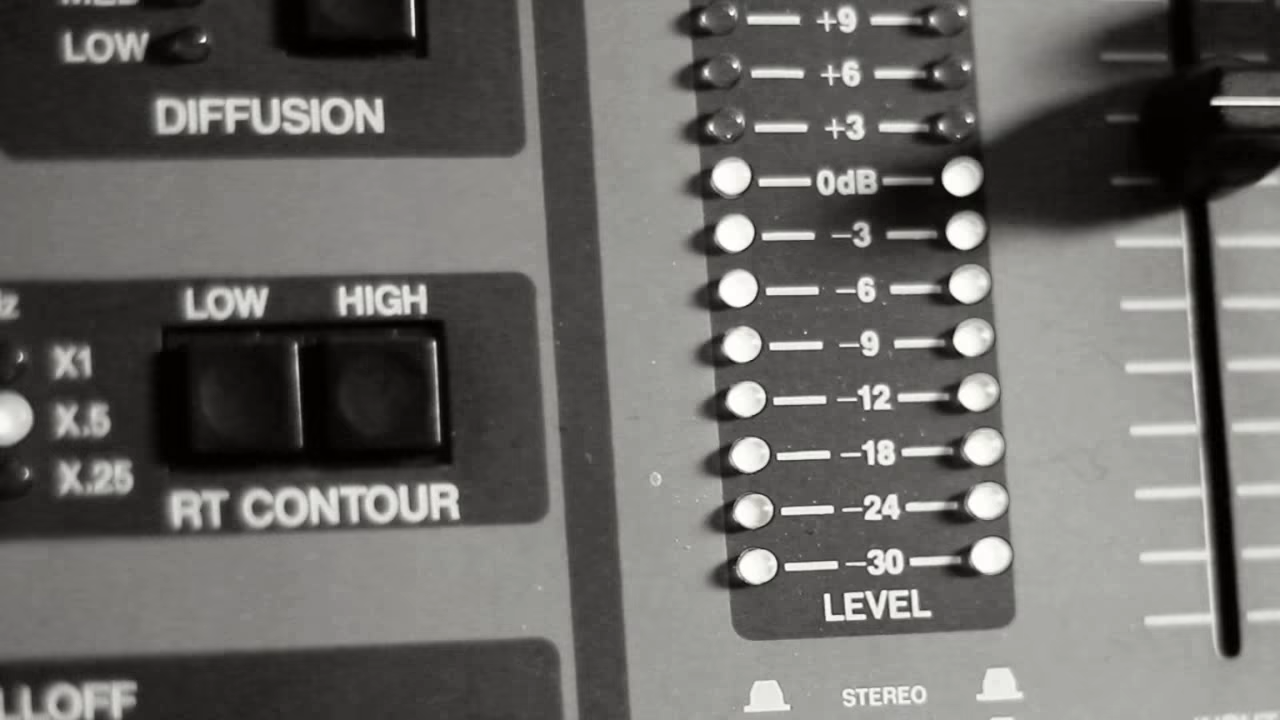 LOW
DIFFUSION
LOW HIGH
X1
X.5
X.25
RT CONTOUR
+9
+6
+3
0dB
−3
−6
−9
−12
−18
−24
−30
LEVEL
STEREO